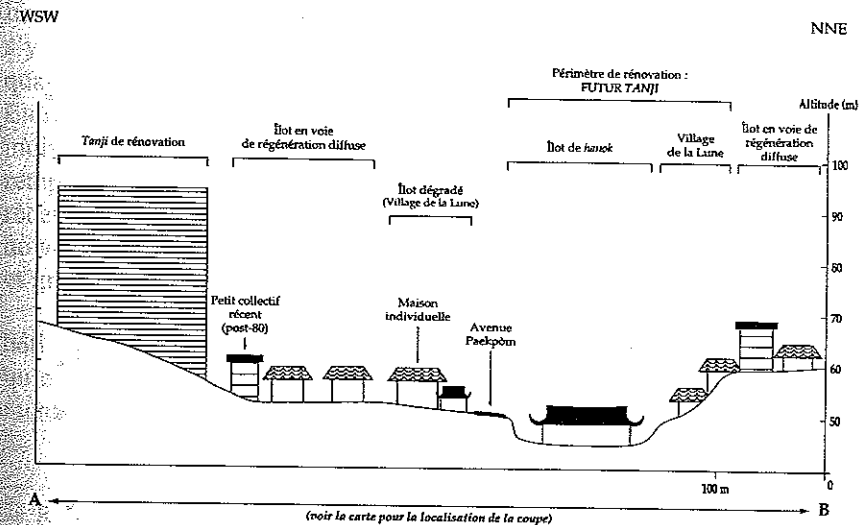 WSW
NNE
Périmètre de rénovation :
FUTUR TANJI
Altitude (m)
Tanji de rénovation
Îlot en voie
de régénération diffuse
Îlot dégradé
(Village de la Lune)
Îlot de hanok
Village
de la Lune
Îlot en voie de
régénération
diffuse
100
90
80
70
60
50
0
Petit collectif
récent
(post-80)
Maison
individuelle
Avenue
Paekpòm
100 m
0
A
B
(voir la carte pour la localisation de la coupe)